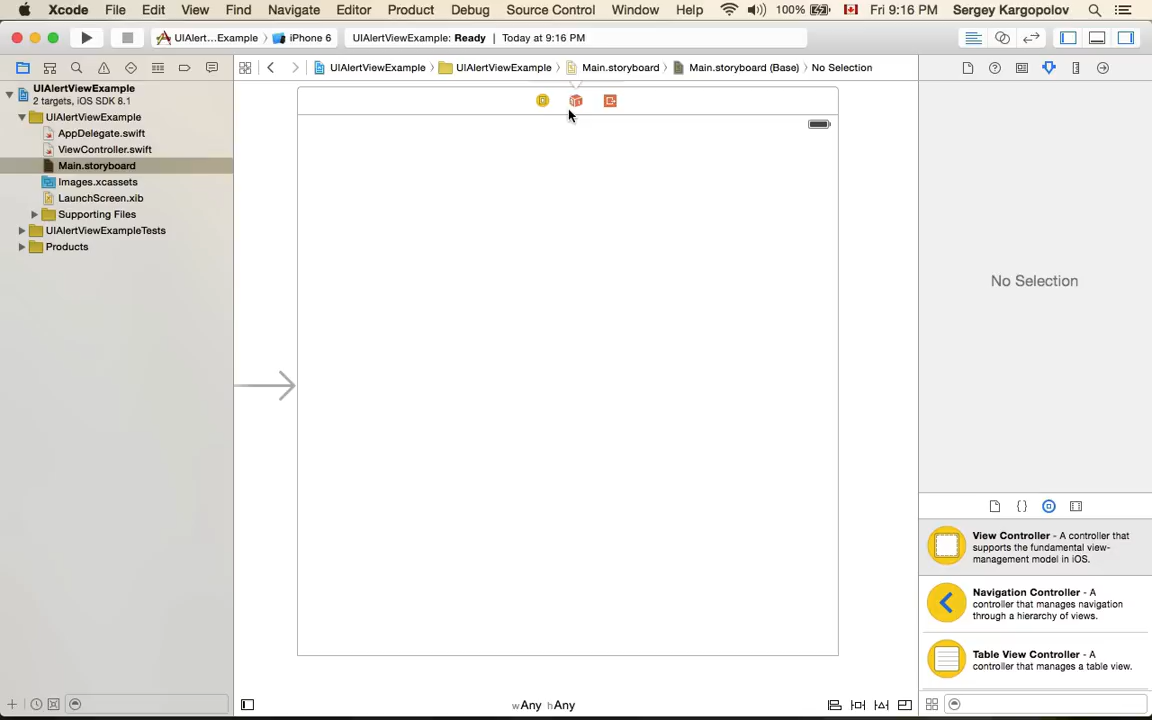 Xcode File Edit View Find Navigate Editor Product Debug Source Control Window Help 100% Fri 9:16 PM Sergey Kargopolov
UIAlert...Example iPhone 6 UIAlertViewExample: Ready | Today at 9:16 PM
UIAlertViewExample UIAlertViewExample Main.storyboard Main.storyboard (Base) No Selection
UIAlertViewExample
2 targets, iOS SDK 8.1
UIAlertViewExample
AppDelegate.swift
ViewController.swift
Main.storyboard
Images.xcassets
LaunchScreen.xib
Supporting Files
UIAlertViewExampleTests
Products
No Selection
View Controller - A controller that
supports the fundamental view-
management model in iOS.
Navigation Controller - A
controller that manages navigation
through a hierarchy of views.
Table View Controller - A
controller that manages a table view.
wAny hAny